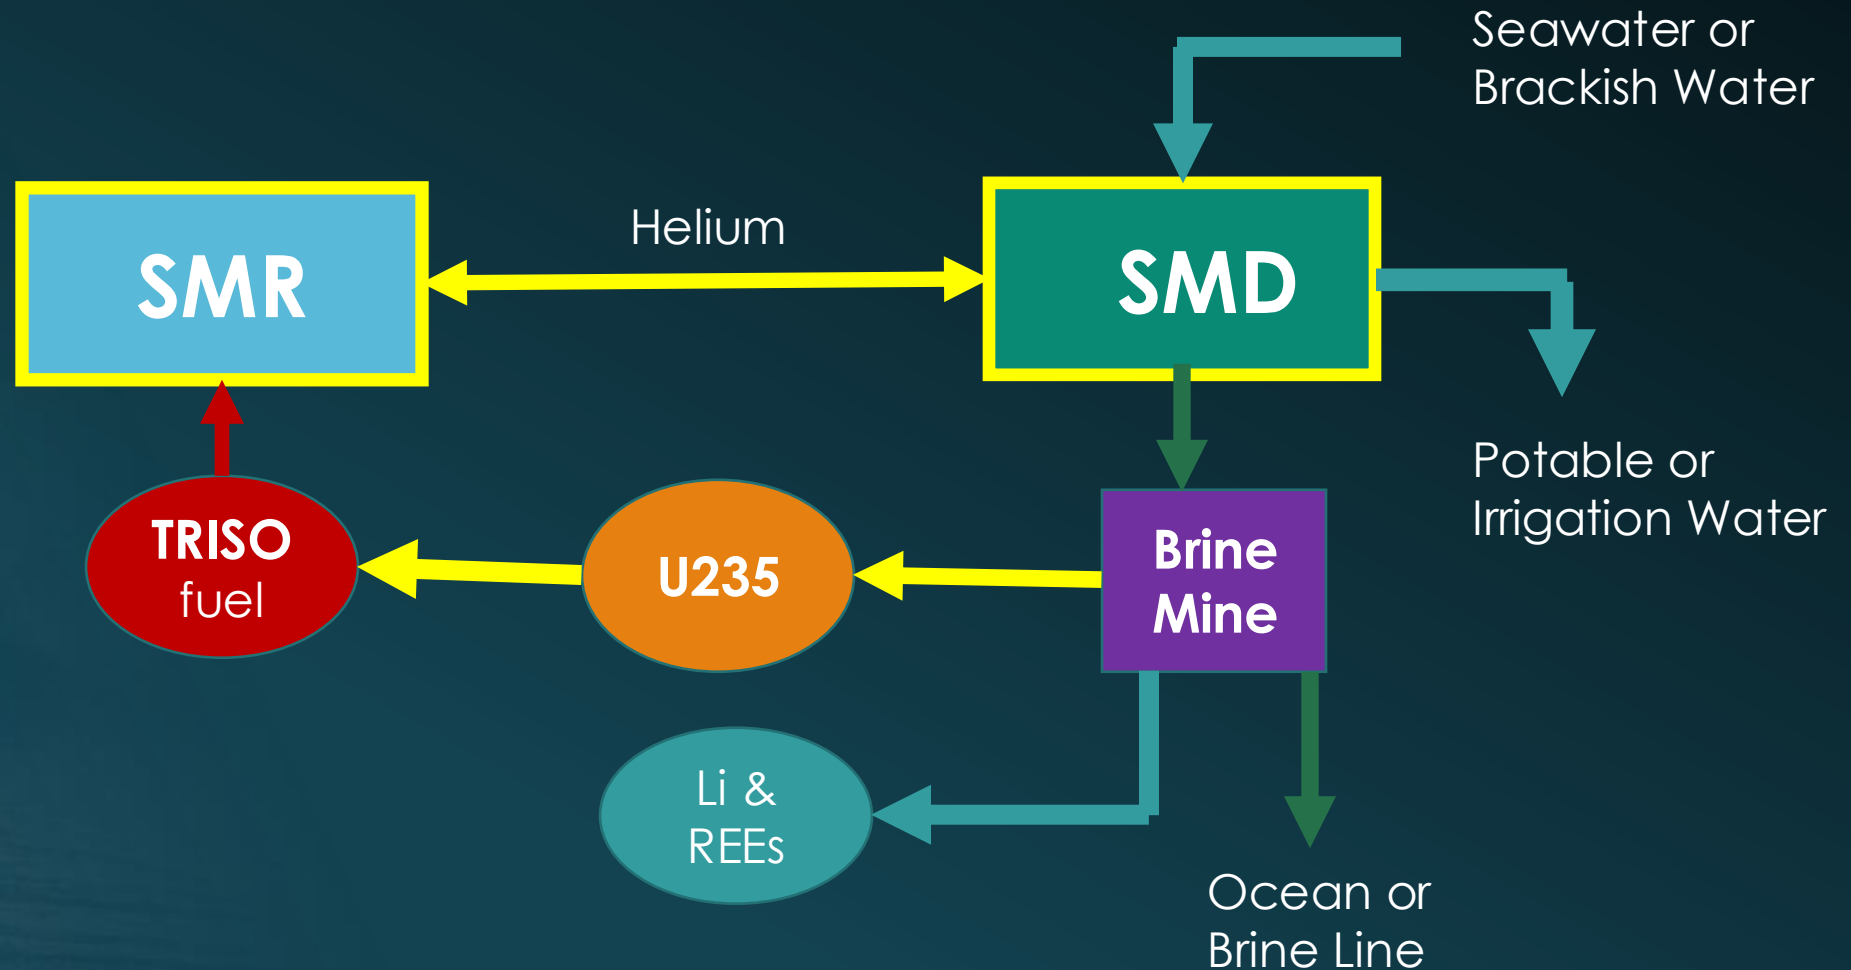 Seawater or
Brackish Water
Helium
SMR
SMD
Potable or
Irrigation Water
TRISO
fuel
U235
Brine
Mine
Li &
REEs
Ocean or
Brine Line